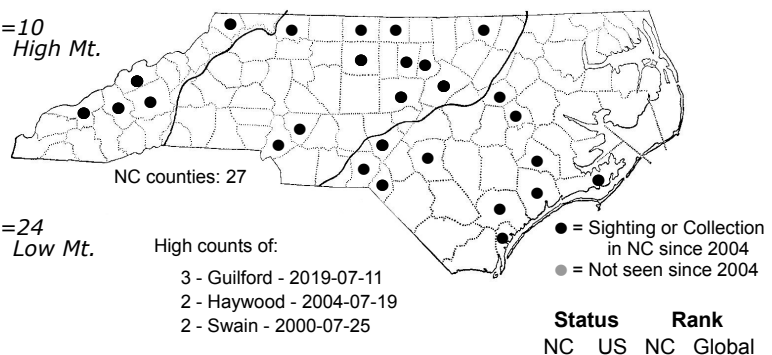 =10
High Mt.
NC counties: 27
=24
Low Mt.
High counts of:
3 - Guilford - 2019-07-11
2 - Haywood - 2004-07-19
2 - Swain - 2000-07-25
= Sighting or Collection
in NC since 2004
= Not seen since 2004
Status Rank
NC US NC Global